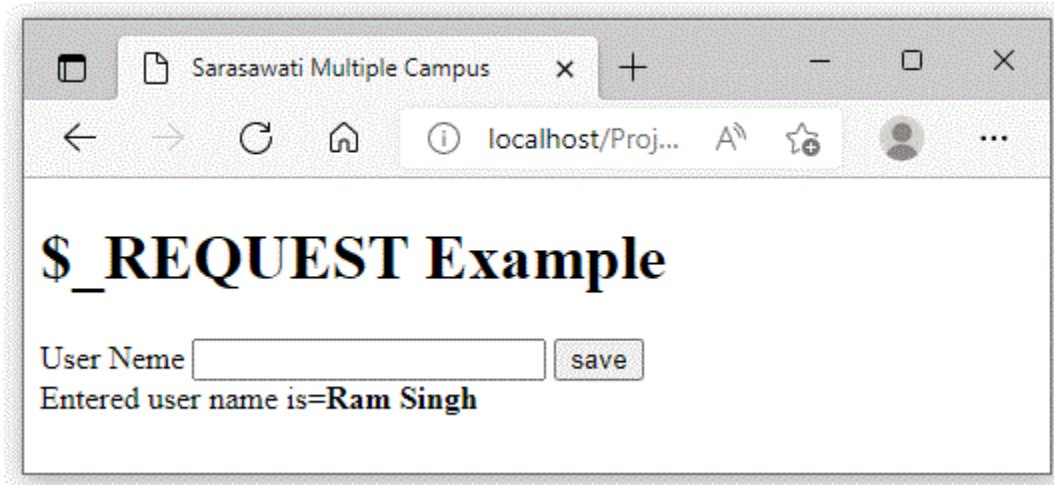 Sarasawati Multiple Campus
localhost/Proj...
$_REQUEST Example
User Neme save
Entered user name is=Ram Singh